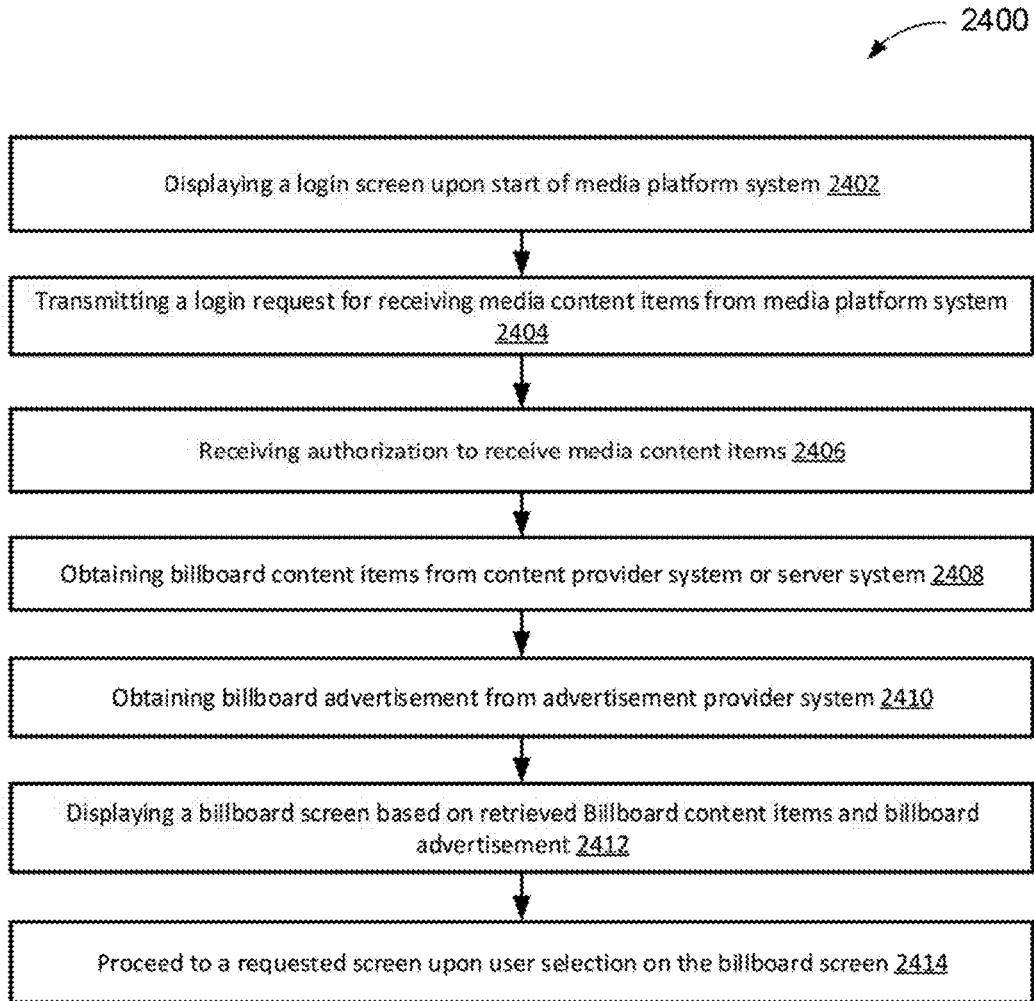 2400
Displaying a login screen upon start of media platform system 2402
Transmitting a login request for receiving media content items from media platform system
2404
Receiving authorization to receive media content items 2406
Obtaining billboard content items from content provider system or server system 2408
Obtaining billboard advertisement from advertisement provider system 2410
Displaying a billboard screen based on retrieved Billboard content items and billboard
advertisement 2412
Proceed to a requested screen upon user selection on the billboard screen 2414